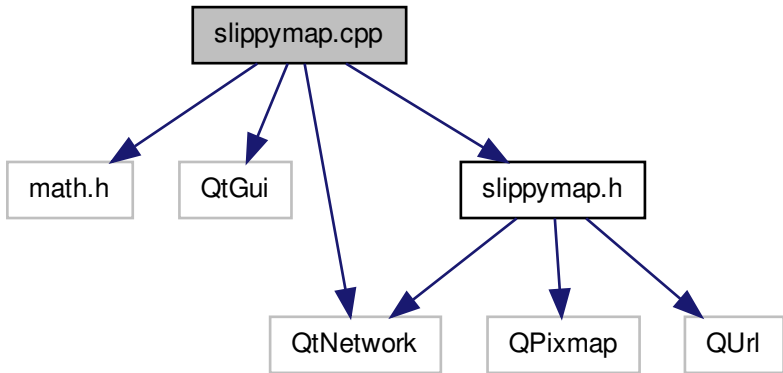 slippymap.cpp
math.h
QtGui
slippymap.h
QtNetwork
QPixmap
QUrl